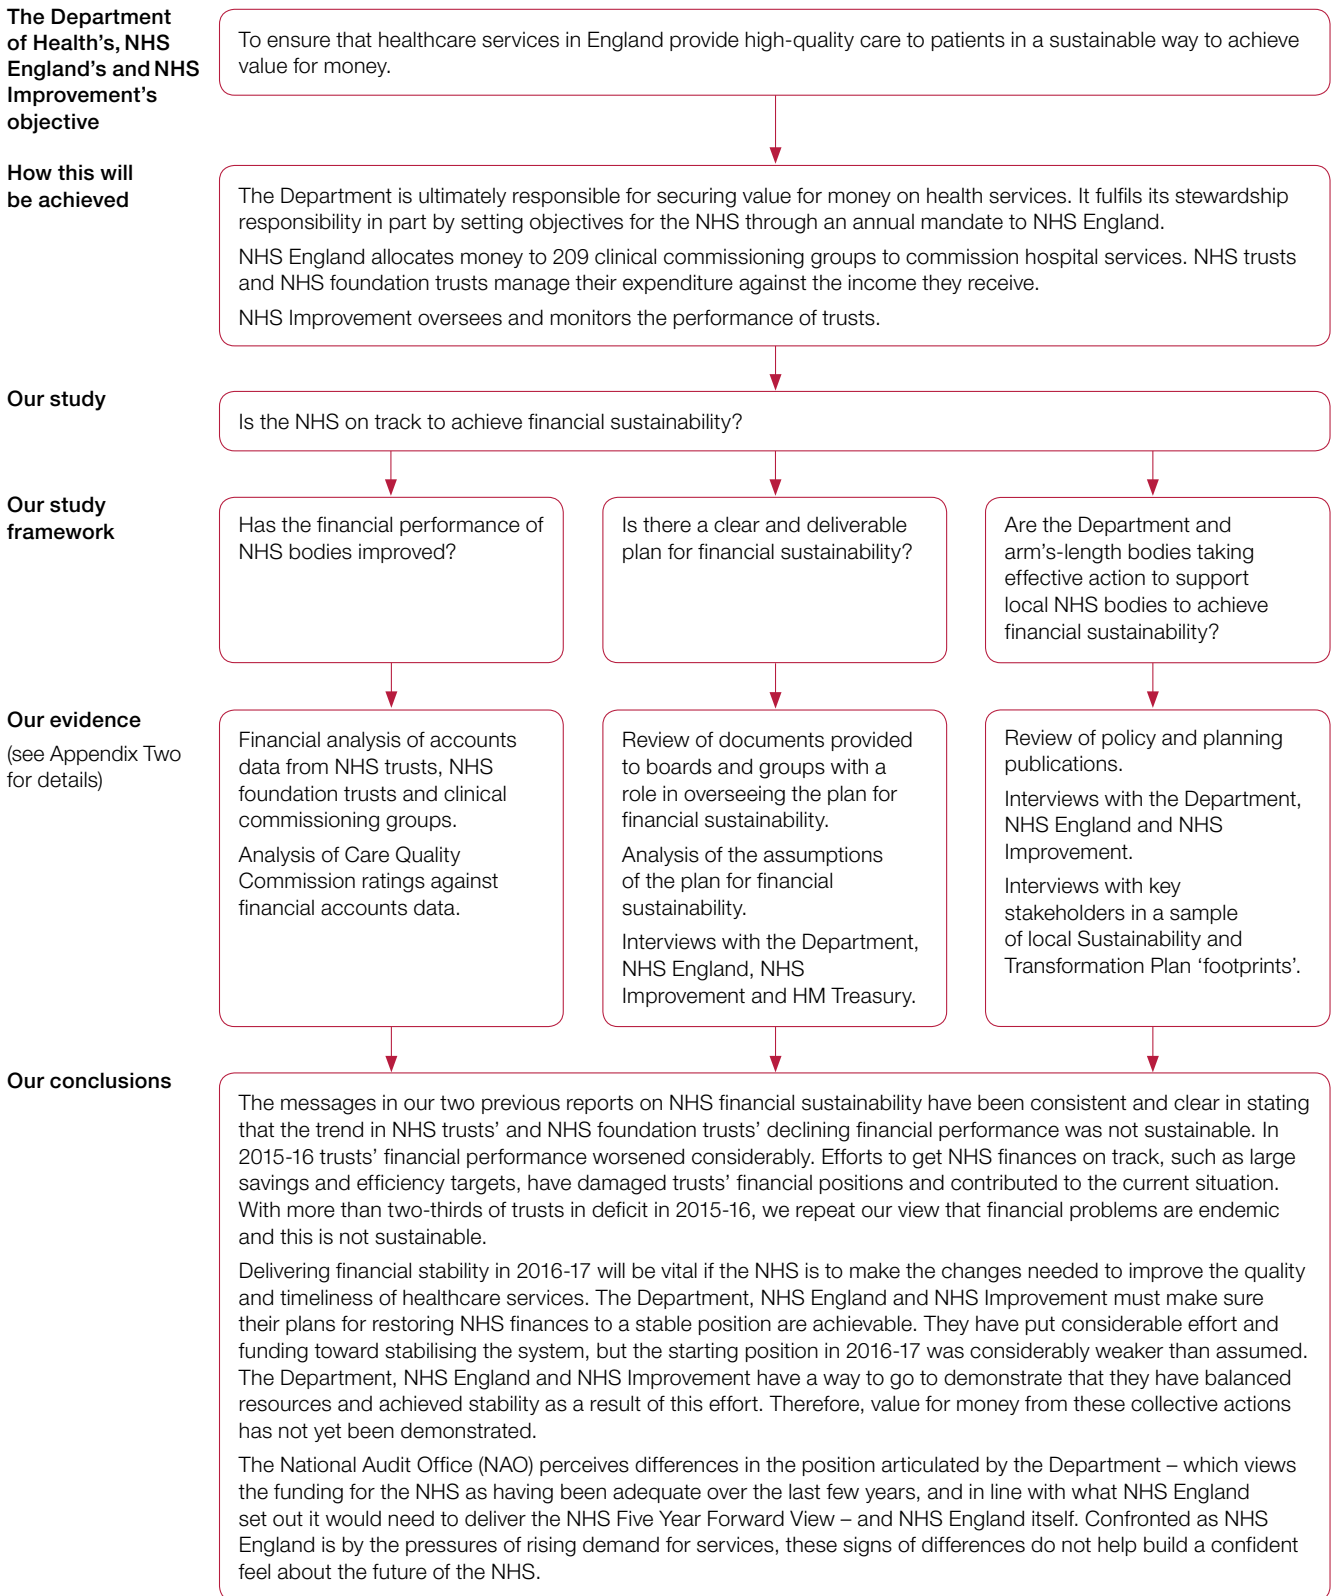 The Department
of Health's, NHS
England's and NHS
Improvement's
objective
To ensure that healthcare services in England provide high-quality care to patients in a sustainable way to achieve
value for money.
How this will
be achieved
The Department is ultimately responsible for securing value for money on health services. It fulfils its stewardship
responsibility in part by setting objectives for the NHS through an annual mandate to NHS England.
NHS England allocates money to 209 clinical commissioning groups to commission hospital services. NHS trusts
and NHS foundation trusts manage their expenditure against the income they receive.
NHS Improvement oversees and monitors the performance of trusts.
Our study
Is the NHS on track to achieve financial sustainability?
Our study
framework
Has the financial performance of
NHS bodies improved?
Is there a clear and deliverable
plan for financial sustainability?
Are the Department and
arm's-length bodies taking
effective action to support
local NHS bodies to achieve
financial sustainability?
Our evidence
(see Appendix Two
for details)
Financial analysis of accounts
data from NHS trusts, NHS
foundation trusts and clinical
commissioning groups.
Analysis of Care Quality
Commission ratings against
financial accounts data.
Review of documents provided
to boards and groups with a
role in overseeing the plan for
financial sustainability.
Analysis of the assumptions
of the plan for financial
sustainability.
Interviews with the Department,
NHS England, NHS
Improvement and HM Treasury.
Review of policy and planning
publications.
Interviews with the Department,
NHS England and NHS
Improvement.
Interviews with key
stakeholders in a sample
of local Sustainability and
Transformation Plan 'footprints'.
Our conclusions
The messages in our two previous reports on NHS financial sustainability have been consistent and clear in stating
that the trend in NHS trusts' and NHS foundation trusts' declining financial performance was not sustainable. In
2015-16 trusts' financial performance worsened considerably. Efforts to get NHS finances on track, such as large
savings and efficiency targets, have damaged trusts' financial positions and contributed to the current situation.
With more than two-thirds of trusts in deficit in 2015-16, we repeat our view that financial problems are endemic
and this is not sustainable.
Delivering financial stability in 2016-17 will be vital if the NHS is to make the changes needed to improve the quality
and timeliness of healthcare services. The Department, NHS England and NHS Improvement must make sure
their plans for restoring NHS finances to a stable position are achievable. They have put considerable effort and
funding toward stabilising the system, but the starting position in 2016-17 was considerably weaker than assumed.
The Department, NHS England and NHS Improvement have a way to go to demonstrate that they have balanced
resources and achieved stability as a result of this effort. Therefore, value for money from these collective actions
has not yet been demonstrated.
The National Audit Office (NAO) perceives differences in the position articulated by the Department – which views
the funding for the NHS as having been adequate over the last few years, and in line with what NHS England
set out it would need to deliver the NHS Five Year Forward View – and NHS England itself. Confronted as NHS
England is by the pressures of rising demand for services, these signs of differences do not help build a confident
feel about the future of the NHS.